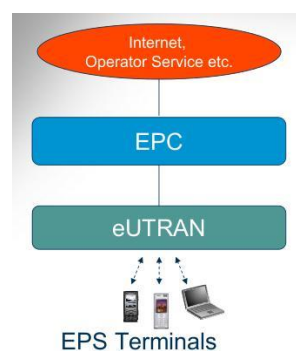 Internet,
Operator Service etc.
EPC
eUTRAN
EPS Terminals